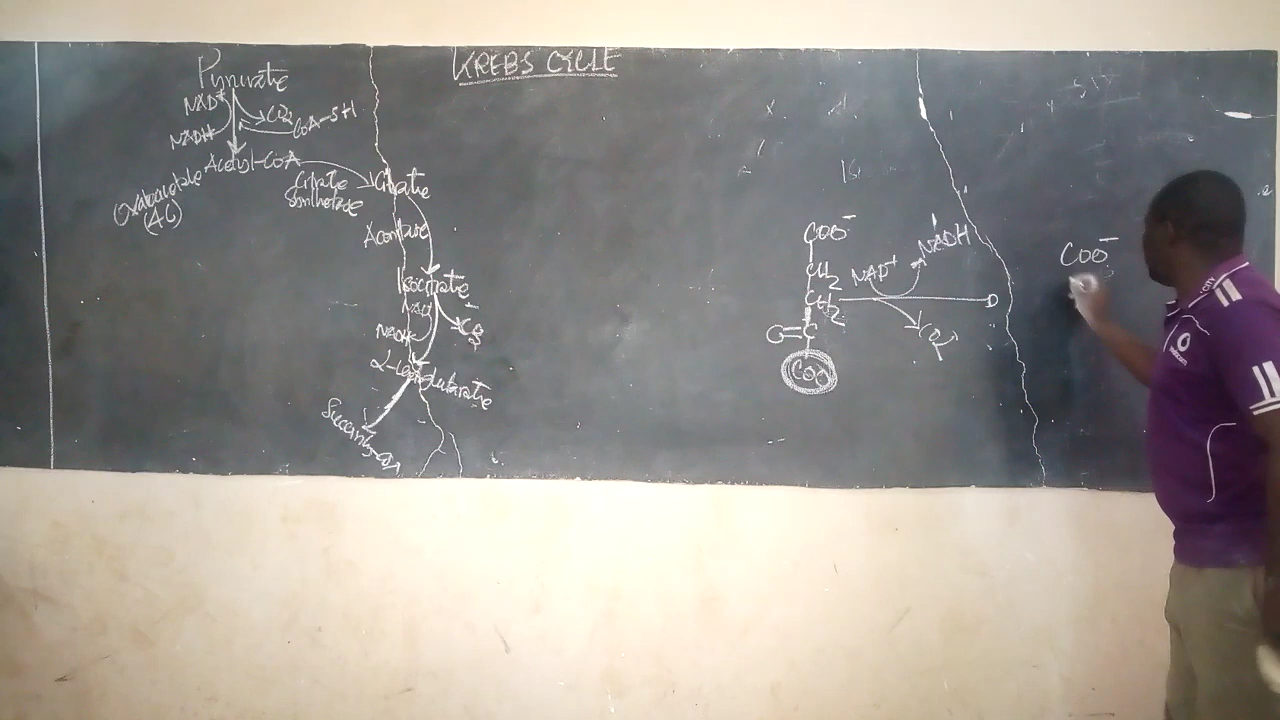 KREBS CYCLE
Pyruvate
NAD+
CO2
CoA-SH
NADH
Acetyl-CoA
Oxaloacetate
(4C)
Citrate
Synthetase
Citrate
Aconitase
Isocitrate
NAD
CO2
NADH
α-ketoglutarate
Succinyl-CoA
COO-
CH2
CH2
O=C
COO
NAD+
NADH
CO2
COO-